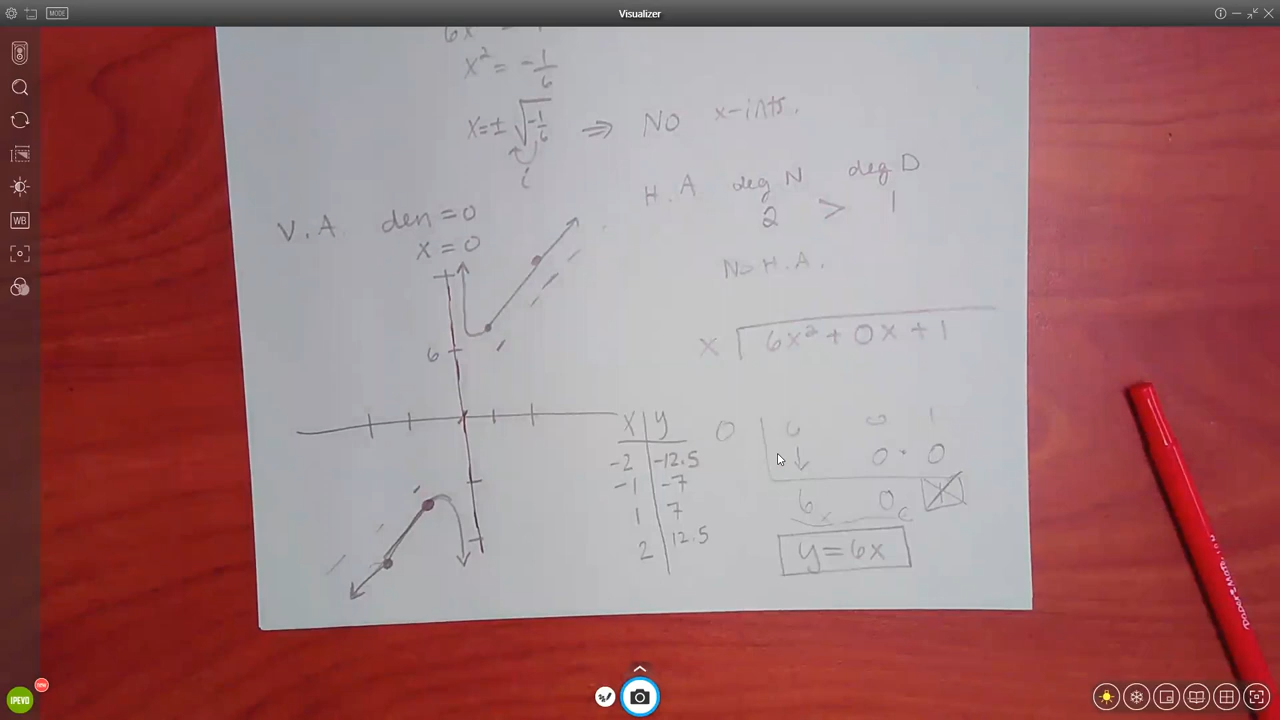 MODE
Visualizer
x² = -1/6
x = ± √-1/6 ⇒ NO x-ints.
i
H.A deg N deg D
2 > 1
No H.A.
V.A. den = 0
x = 0
6
x 6x² + 0x + 1
x | y
-2 | -12.5
-1 | -7
1 | 7
2 | 12.5
0 | 6 0 1
↓ 0 · 0
6x 0c 1
y = 6x
IPEVO
NEW